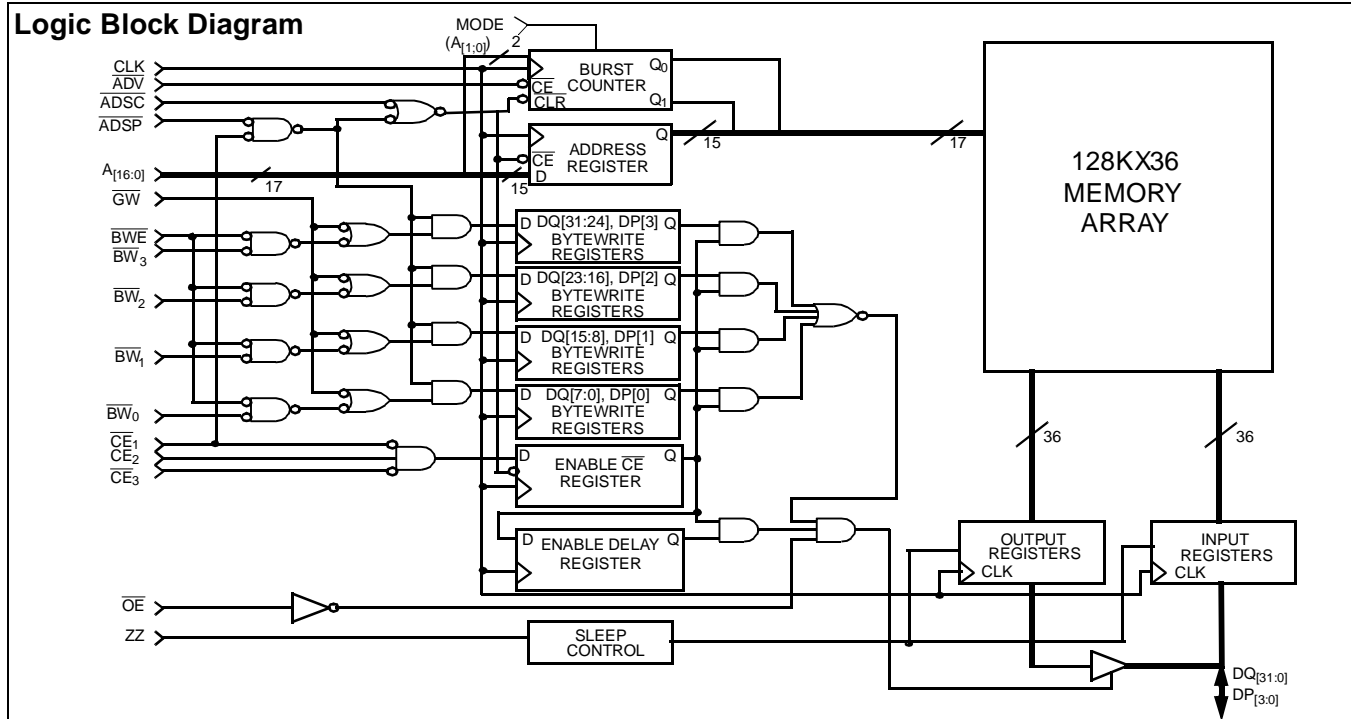 Logic Block Diagram
MODE
(A[1;0])
2
CLK
ADV
ADSC
ADSP
A[16:0]
17
GW
BWE
BW3
BW2
BW1
BW0
CE1
CE2
CE3
OE
ZZ
BURST
COUNTER
CE
CLR
Q0
Q1
ADDRESS
REGISTER
CE
D
Q
15
15
17
128KX36
MEMORY
ARRAY
D DQ[31:24], DP[3] Q
BYTEWRITE
REGISTERS
D DQ[23:16], DP[2] Q
BYTEWRITE
REGISTERS
D DQ[15:8], DP[1] Q
BYTEWRITE
REGISTERS
D DQ[7:0], DP[0] Q
BYTEWRITE
REGISTERS
D ENABLE CE Q
REGISTER
D ENABLE DELAY Q
REGISTER
SLEEP
CONTROL
36
36
OUTPUT
REGISTERS
CLK
INPUT
REGISTERS
CLK
DQ[31:0]
DP[3:0]